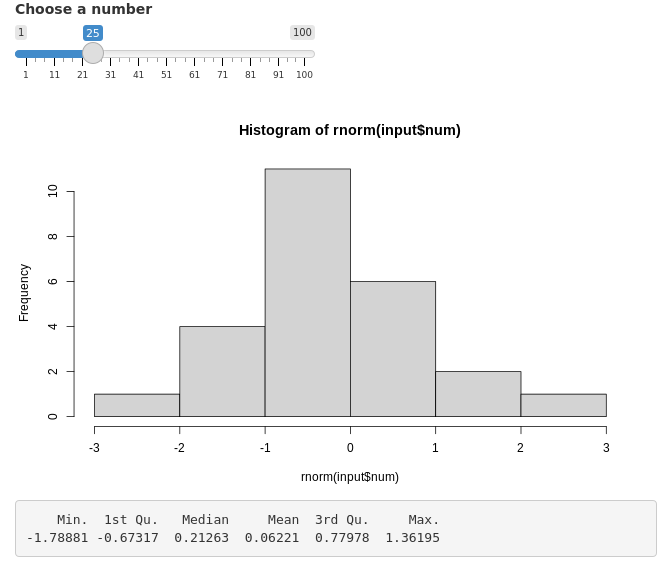 Choose a number
1 25 100
1 11 21 31 41 51 61 71 81 91 100
Histogram of rnorm(input$num)
Frequency
10
8
6
4
2
0
-3 -2 -1 0 1 2 3
rnorm(input$num)
Min. 1st Qu. Median Mean 3rd Qu. Max.
-1.78881 -0.67317 0.21263 0.06221 0.77978 1.36195